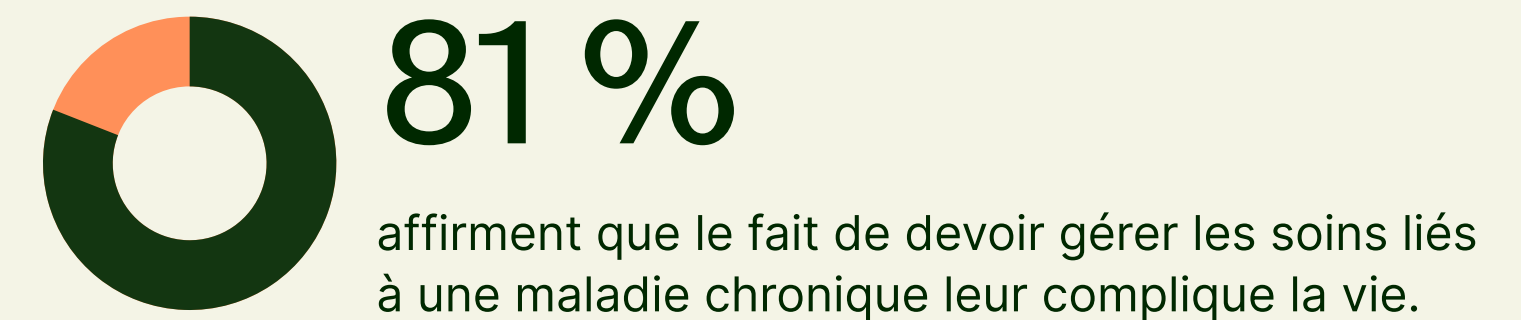 81 %
affirment que le fait de devoir gérer les soins liés
à une maladie chronique leur complique la vie.